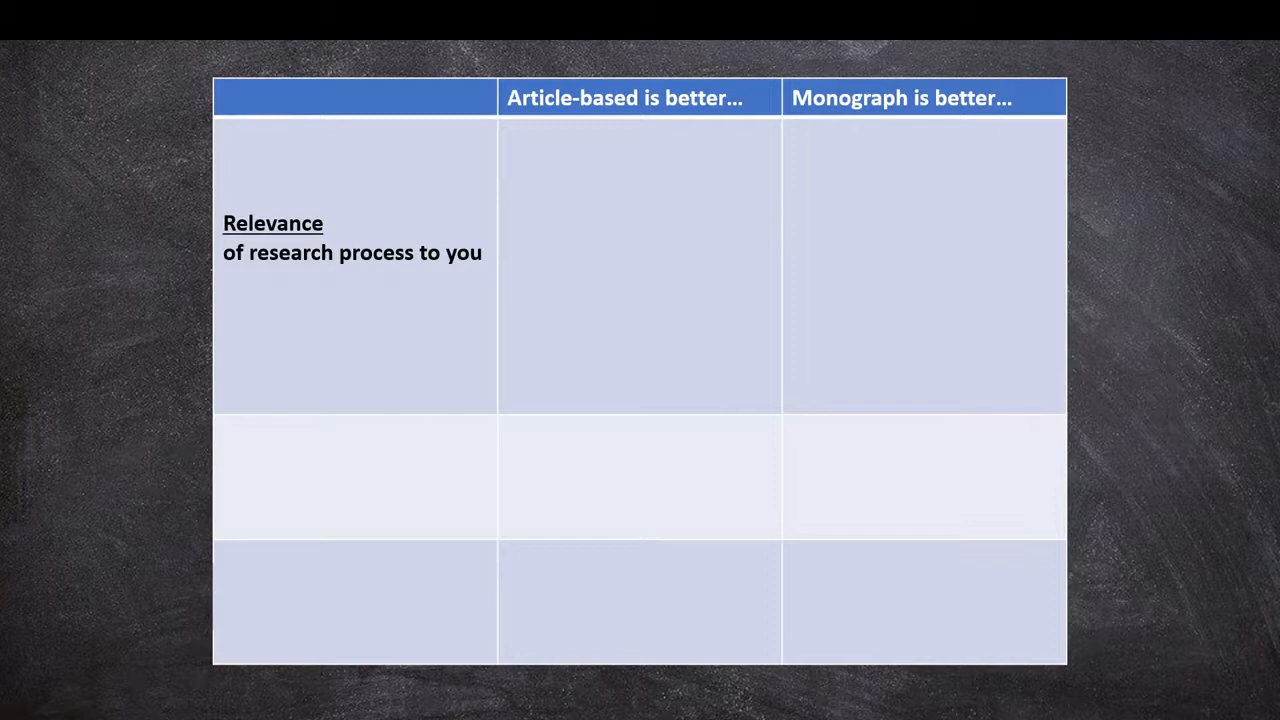 Article-based is better…
Monograph is better…
Relevance
of research process to you